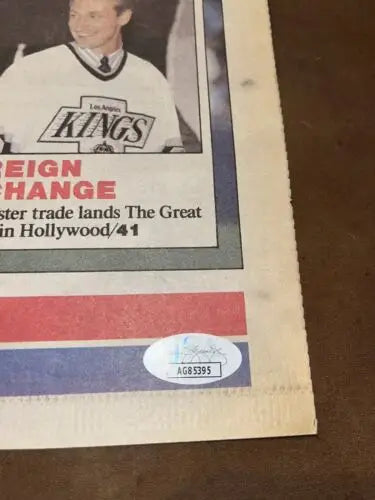 Los Angeles
KINGS
REIGN
CHANGE
ster trade lands The Great
in Hollywood/41
AG85395